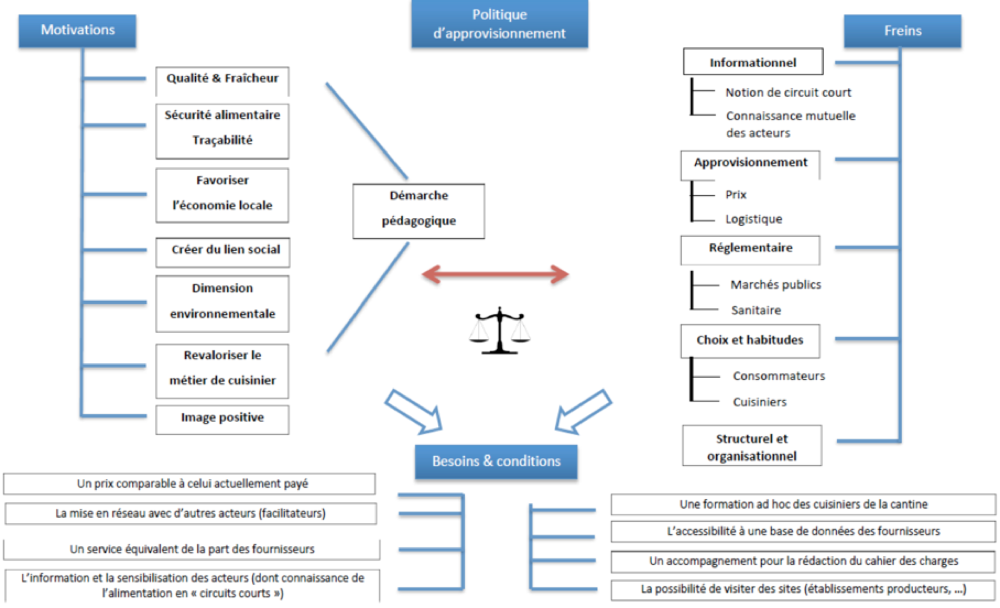 Politique
d'approvisionnement
Motivations
Qualité & Fraîcheur
Sécurité alimentaire
Traçabilité
Favoriser
l'économie locale
Créer du lien social
Dimension
environnementale
Revaloriser le
métier de cuisinier
Image positive
Démarche
pédagogique
Freins
Informationnel
Notion de circuit court
Connaissance mutuelle
des acteurs
Approvisionnement
Prix
Logistique
Réglementaire
Marchés publics
Sanitaire
Choix et habitudes
Consommateurs
Cuisiniers
Structurel et
organisationnel
Besoins & conditions
Un prix comparable à celui actuellement payé
La mise en réseau avec d'autres acteurs (facilitateurs)
Un service équivalent de la part des fournisseurs
L'information et la sensibilisation des acteurs (dont connaissance de
l'alimentation en « circuits courts »)
Une formation ad hoc des cuisiniers de la cantine
L'accessibilité à une base de données des fournisseurs
Un accompagnement pour la rédaction du cahier des charges
La possibilité de visiter des sites (établissements producteurs, ...)